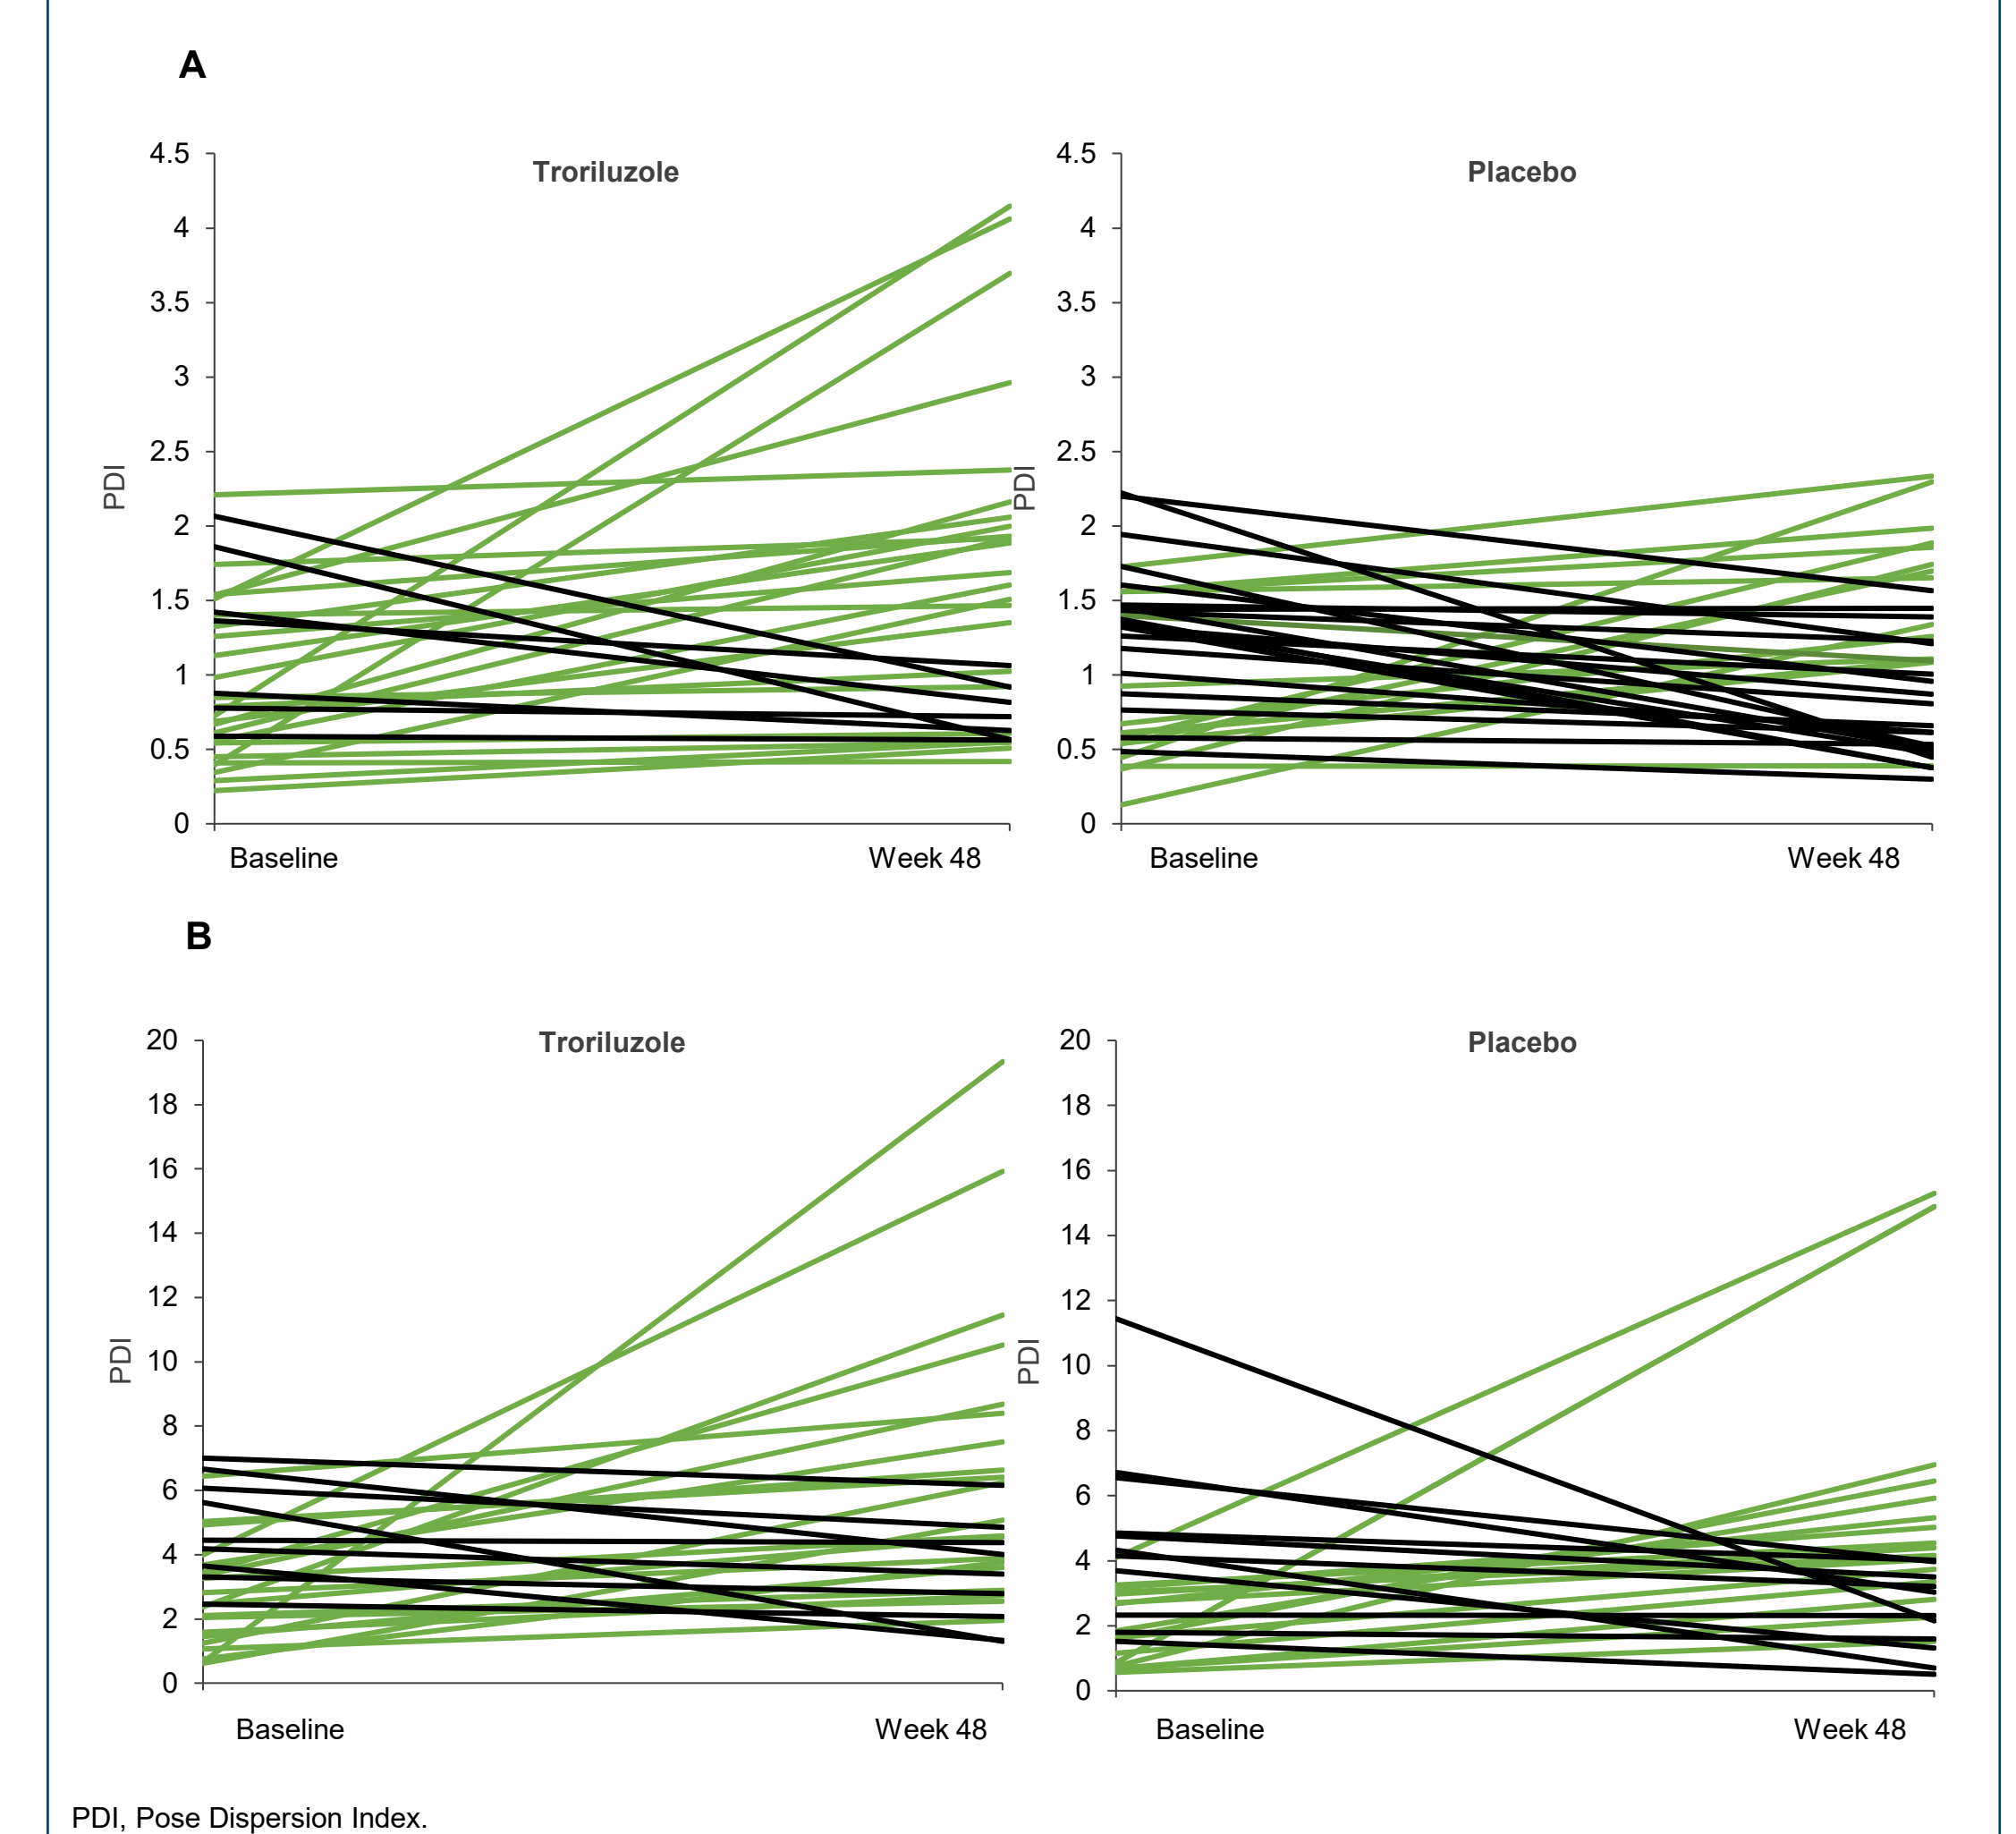 A
Troriluzole
Placebo
4.5
4
3.5
3
2.5
2
1.5
1
0.5
0
PDI
Baseline
Week 48
4.5
4
3.5
3
2.5
2
1.5
1
0.5
0
PDI
Baseline
Week 48
B
Troriluzole
Placebo
20
18
16
14
12
10
8
6
4
2
0
PDI
Baseline
Week 48
20
18
16
14
12
10
8
6
4
2
0
PDI
Baseline
Week 48
PDI, Pose Dispersion Index.